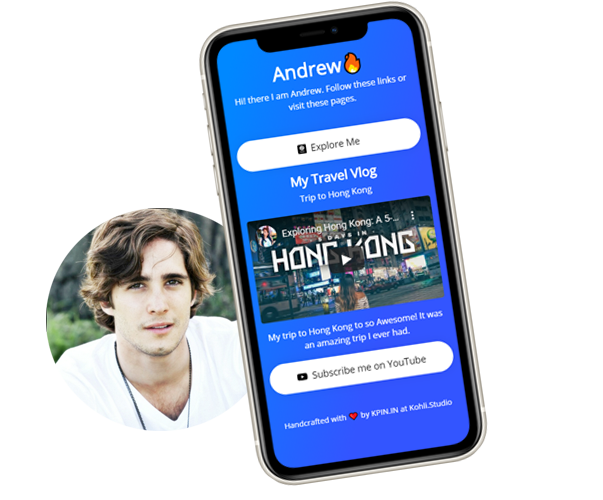 Andrew🔥
Hi! there I am Andrew. Follow these links or
visit these pages.
Explore Me
My Travel Vlog
Trip to Hong Kong
Exploring Hong Kong: A 5-...
5 DAYS IN
HONG KONG
My trip to Hong Kong to so Awesome! It was
an amazing trip I ever had.
Subscribe me on YouTube
Handcrafted with ❤️ by KPIN.IN at Kohli.Studio